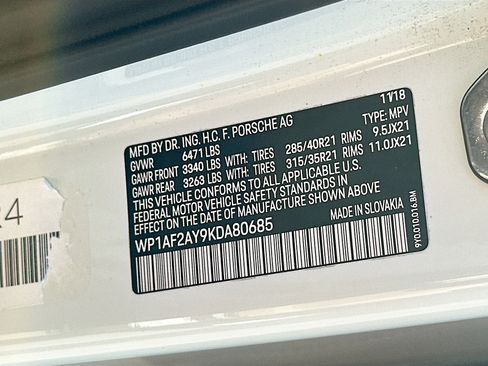 MFD BY DR. ING. H.C. F. PORSCHE AG 11/18
GVWR 6471 LBS TYPE: MPV
GAWR FRONT 3340 LBS WITH: TIRES 285/40R21 RIMS 9.5JX21
GAWR REAR 3263 LBS WITH: TIRES 315/35R21 RIMS 11.0JX21
THIS VEHICLE CONFORMS TO ALL APPLICABLE U.S.
FEDERAL MOTOR VEHICLE SAFETY STANDARDS IN
EFFECT ON THE DATE OF MANUFACTURE SHOWN ABOVE.
WP1AF2AY9KDA80685 MADE IN SLOVAKIA
9Y0.010.016.BM
R4